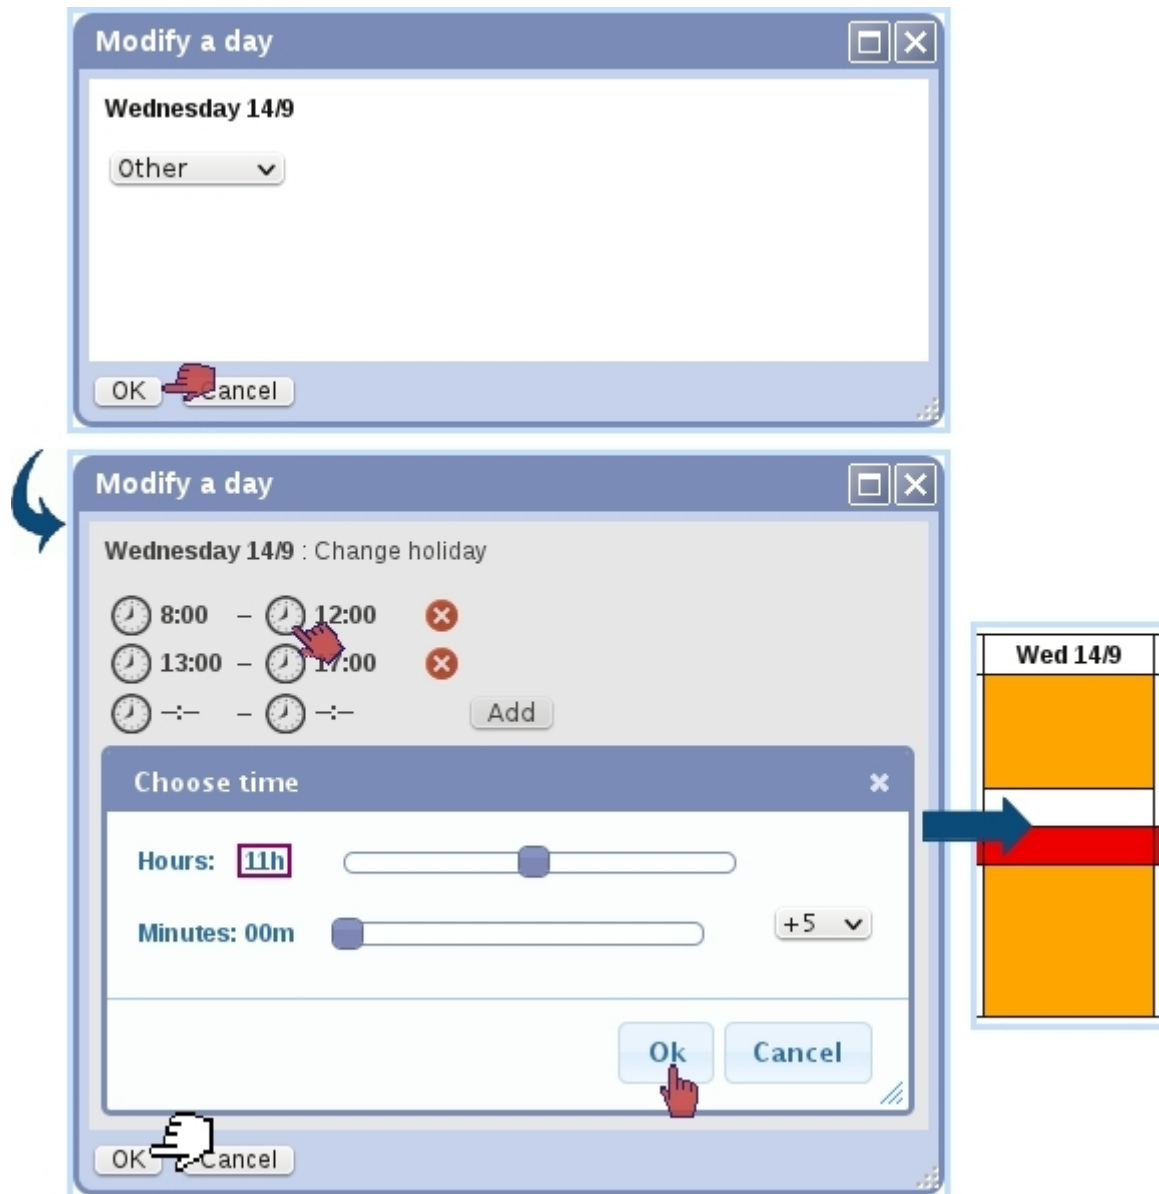 Modify a day
Wednesday 14/9
Other
OK Cancel
Modify a day
Wednesday 14/9 : Change holiday
8:00 – 12:00
13:00 – 17:00
–:– – –:– Add
Wed 14/9
Choose time
Hours: 11h
Minutes: 00m +5
Ok Cancel
OK Cancel